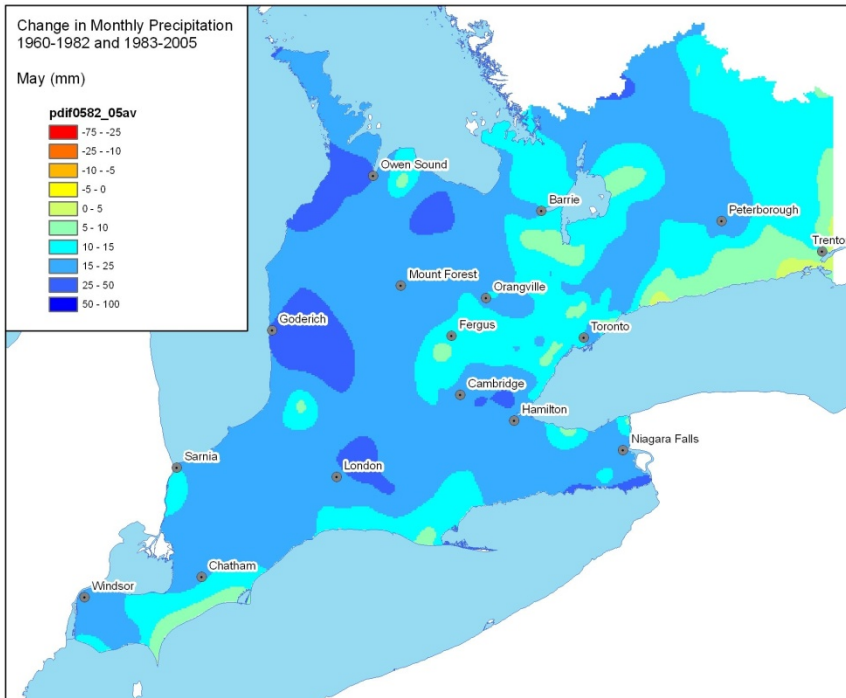 Change in Monthly Precipitation
1960-1982 and 1983-2005
May (mm)
pdif0582_05av
-75 - -25
-25 - -10
-10 - -5
-5 - 0
0 - 5
5 - 10
10 - 15
15 - 25
25 - 50
50 - 100
Owen Sound
Barrie
Peterborough
Trento
Mount Forest
Orangville
Goderich
Fergus
Toronto
Cambridge
Hamilton
Niagara Falls
Sarnia
London
Chatham
Windsor